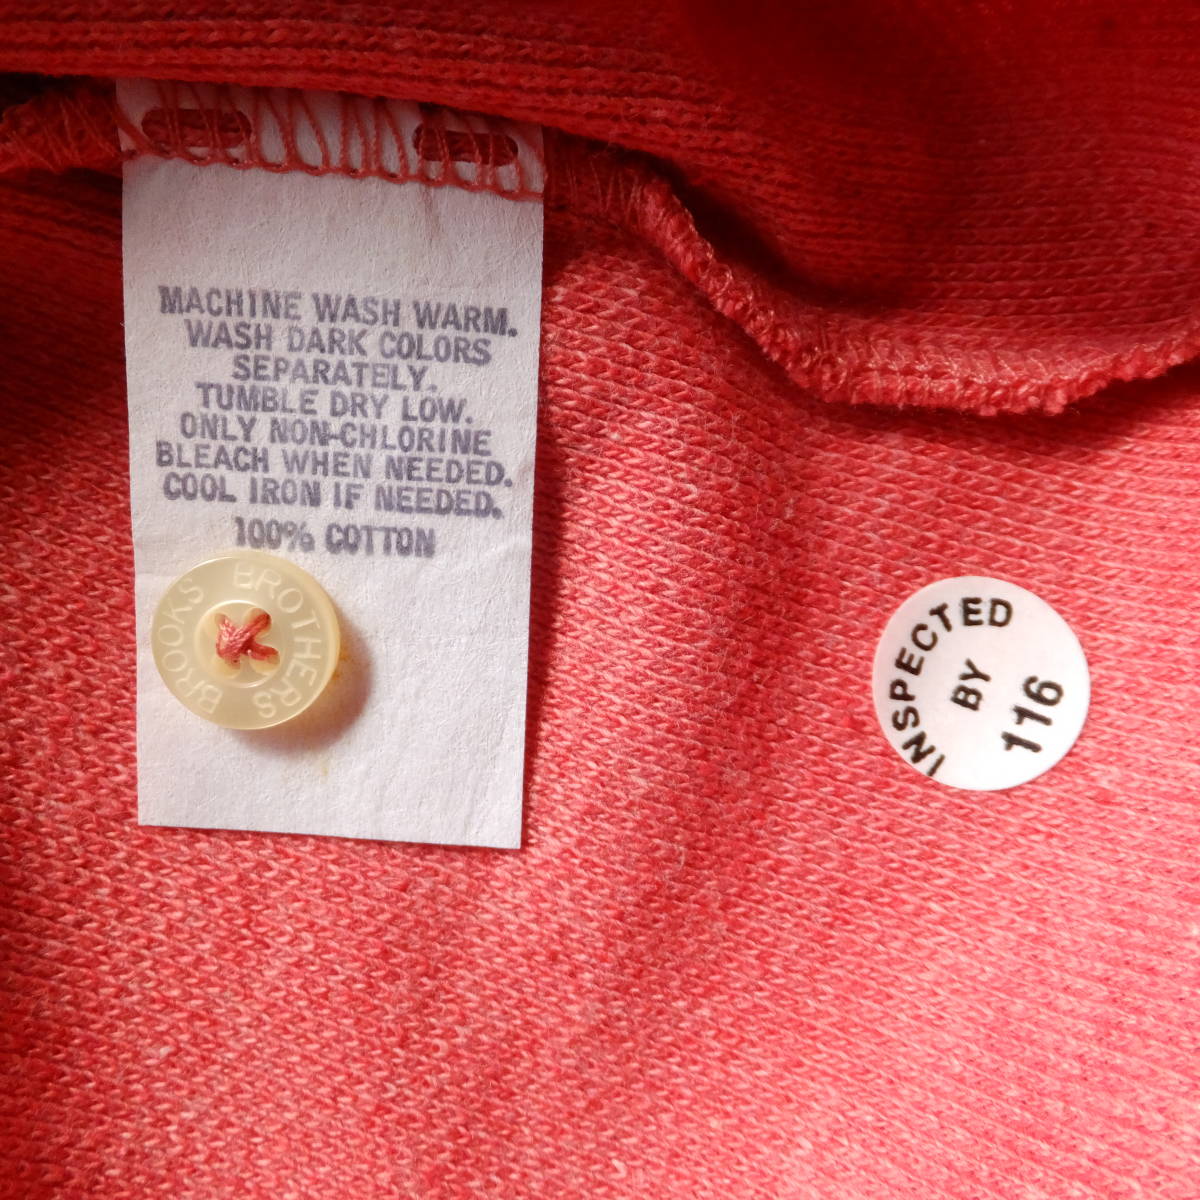 MACHINE WASH WARM.
WASH DARK COLORS
SEPARATELY.
TUMBLE DRY LOW.
ONLY NON-CHLORINE
BLEACH WHEN NEEDED.
COOL IRON IF NEEDED.
100% COTTON
BROOKS BROTHERS
INSPECTED
BY
116